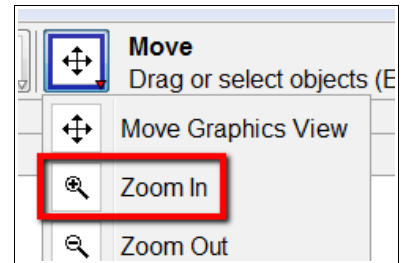 Move
Drag or select objects (E
Move Graphics View
Zoom In
Zoom Out